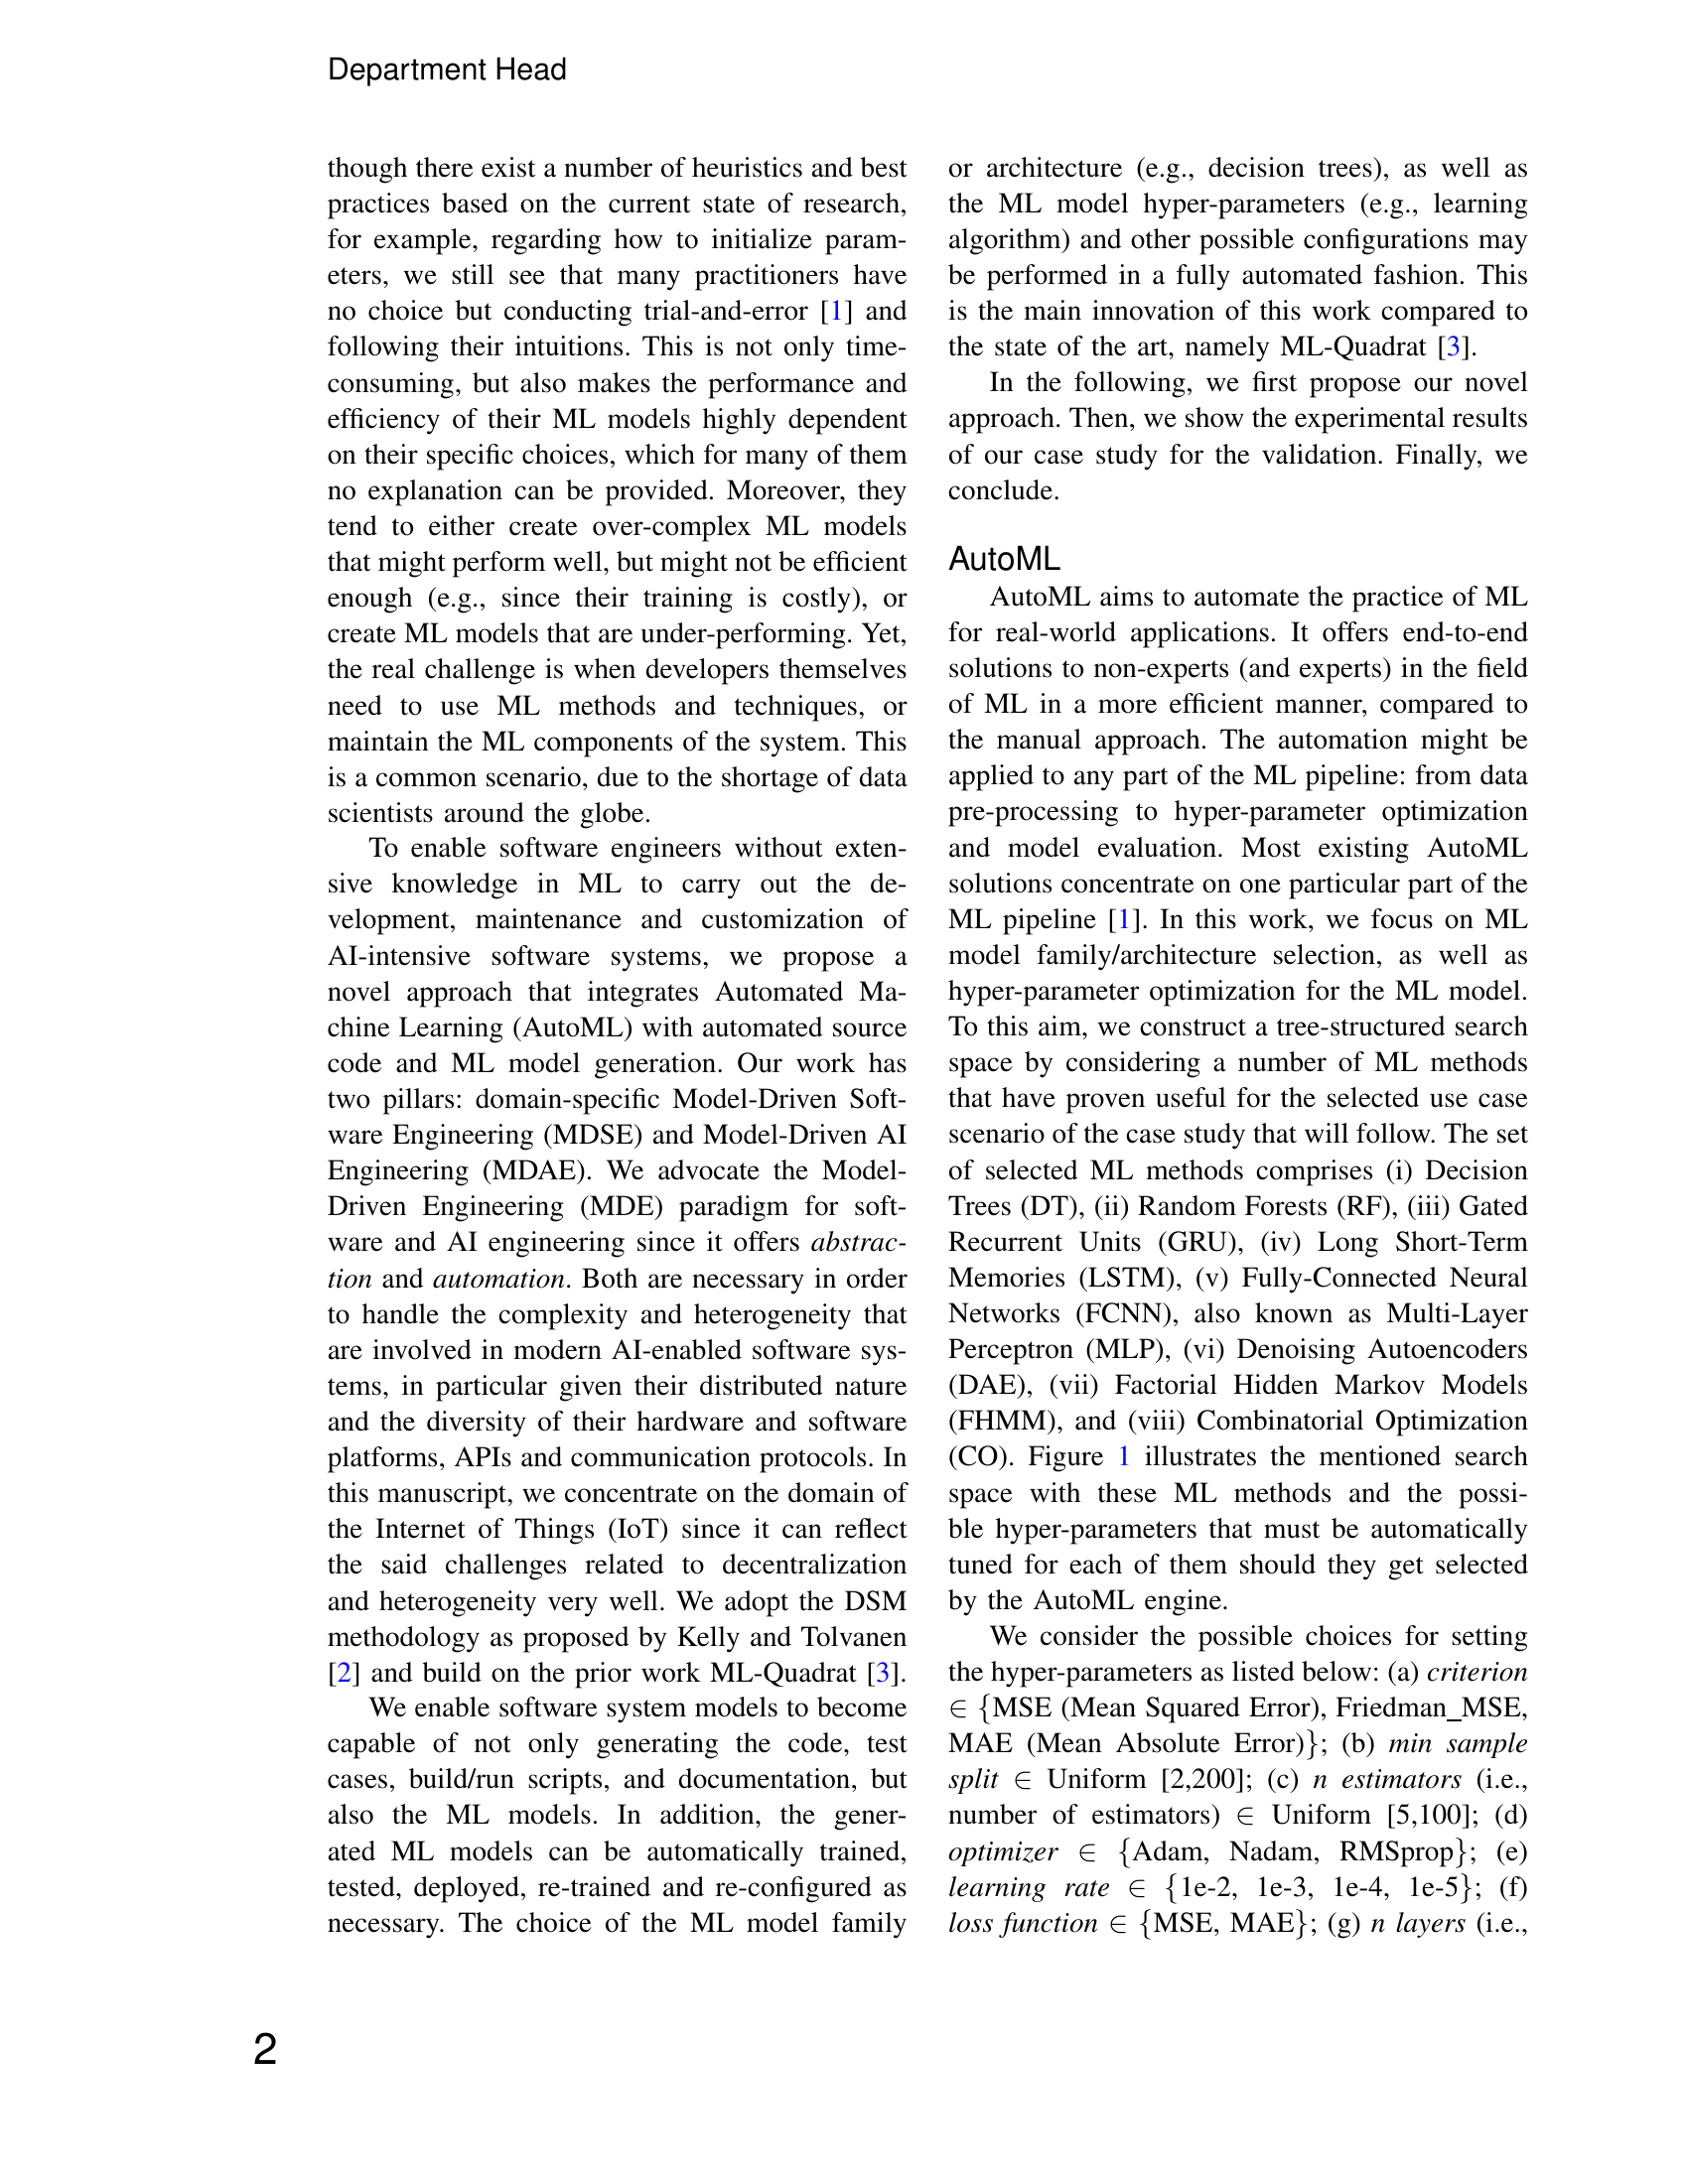 Department Head
though there exist a number of heuristics and best
practices based on the current state of research,
for example, regarding how to initialize param-
eters, we still see that many practitioners have
no choice but conducting trial-and-error [1] and
following their intuitions. This is not only time-
consuming, but also makes the performance and
efficiency of their ML models highly dependent
on their specific choices, which for many of them
no explanation can be provided. Moreover, they
tend to either create over-complex ML models
that might perform well, but might not be efficient
enough (e.g., since their training is costly), or
create ML models that are under-performing. Yet,
the real challenge is when developers themselves
need to use ML methods and techniques, or
maintain the ML components of the system. This
is a common scenario, due to the shortage of data
scientists around the globe.
To enable software engineers without exten-
sive knowledge in ML to carry out the de-
velopment, maintenance and customization of
AI-intensive software systems, we propose a
novel approach that integrates Automated Ma-
chine Learning (AutoML) with automated source
code and ML model generation. Our work has
two pillars: domain-specific Model-Driven Soft-
ware Engineering (MDSE) and Model-Driven AI
Engineering (MDAE). We advocate the Model-
Driven Engineering (MDE) paradigm for soft-
ware and AI engineering since it offers abstrac-
tion and automation. Both are necessary in order
to handle the complexity and heterogeneity that
are involved in modern AI-enabled software sys-
tems, in particular given their distributed nature
and the diversity of their hardware and software
platforms, APIs and communication protocols. In
this manuscript, we concentrate on the domain of
the Internet of Things (IoT) since it can reflect
the said challenges related to decentralization
and heterogeneity very well. We adopt the DSM
methodology as proposed by Kelly and Tolvanen
[2] and build on the prior work ML-Quadrat [3].
We enable software system models to become
capable of not only generating the code, test
cases, build/run scripts, and documentation, but
also the ML models. In addition, the gener-
ated ML models can be automatically trained,
tested, deployed, re-trained and re-configured as
necessary. The choice of the ML model family
or architecture (e.g., decision trees), as well as
the ML model hyper-parameters (e.g., learning
algorithm) and other possible configurations may
be performed in a fully automated fashion. This
is the main innovation of this work compared to
the state of the art, namely ML-Quadrat [3].
In the following, we first propose our novel
approach. Then, we show the experimental results
of our case study for the validation. Finally, we
conclude.
AutoML
AutoML aims to automate the practice of ML
for real-world applications. It offers end-to-end
solutions to non-experts (and experts) in the field
of ML in a more efficient manner, compared to
the manual approach. The automation might be
applied to any part of the ML pipeline: from data
pre-processing to hyper-parameter optimization
and model evaluation. Most existing AutoML
solutions concentrate on one particular part of the
ML pipeline [1]. In this work, we focus on ML
model family/architecture selection, as well as
hyper-parameter optimization for the ML model.
To this aim, we construct a tree-structured search
space by considering a number of ML methods
that have proven useful for the selected use case
scenario of the case study that will follow. The set
of selected ML methods comprises (i) Decision
Trees (DT), (ii) Random Forests (RF), (iii) Gated
Recurrent Units (GRU), (iv) Long Short-Term
Memories (LSTM), (v) Fully-Connected Neural
Networks (FCNN), also known as Multi-Layer
Perceptron (MLP), (vi) Denoising Autoencoders
(DAE), (vii) Factorial Hidden Markov Models
(FHMM), and (viii) Combinatorial Optimization
(CO). Figure 1 illustrates the mentioned search
space with these ML methods and the possi-
ble hyper-parameters that must be automatically
tuned for each of them should they get selected
by the AutoML engine.
We consider the possible choices for setting
the hyper-parameters as listed below: (a) criterion
∈ {MSE (Mean Squared Error), Friedman_MSE,
MAE (Mean Absolute Error)}; (b) min sample
split ∈ Uniform [2,200]; (c) n estimators (i.e.,
number of estimators) ∈ Uniform [5,100]; (d)
optimizer ∈ {Adam, Nadam, RMSprop}; (e)
learning rate ∈ {1e-2, 1e-3, 1e-4, 1e-5}; (f)
loss function ∈ {MSE, MAE}; (g) n layers (i.e.,
2